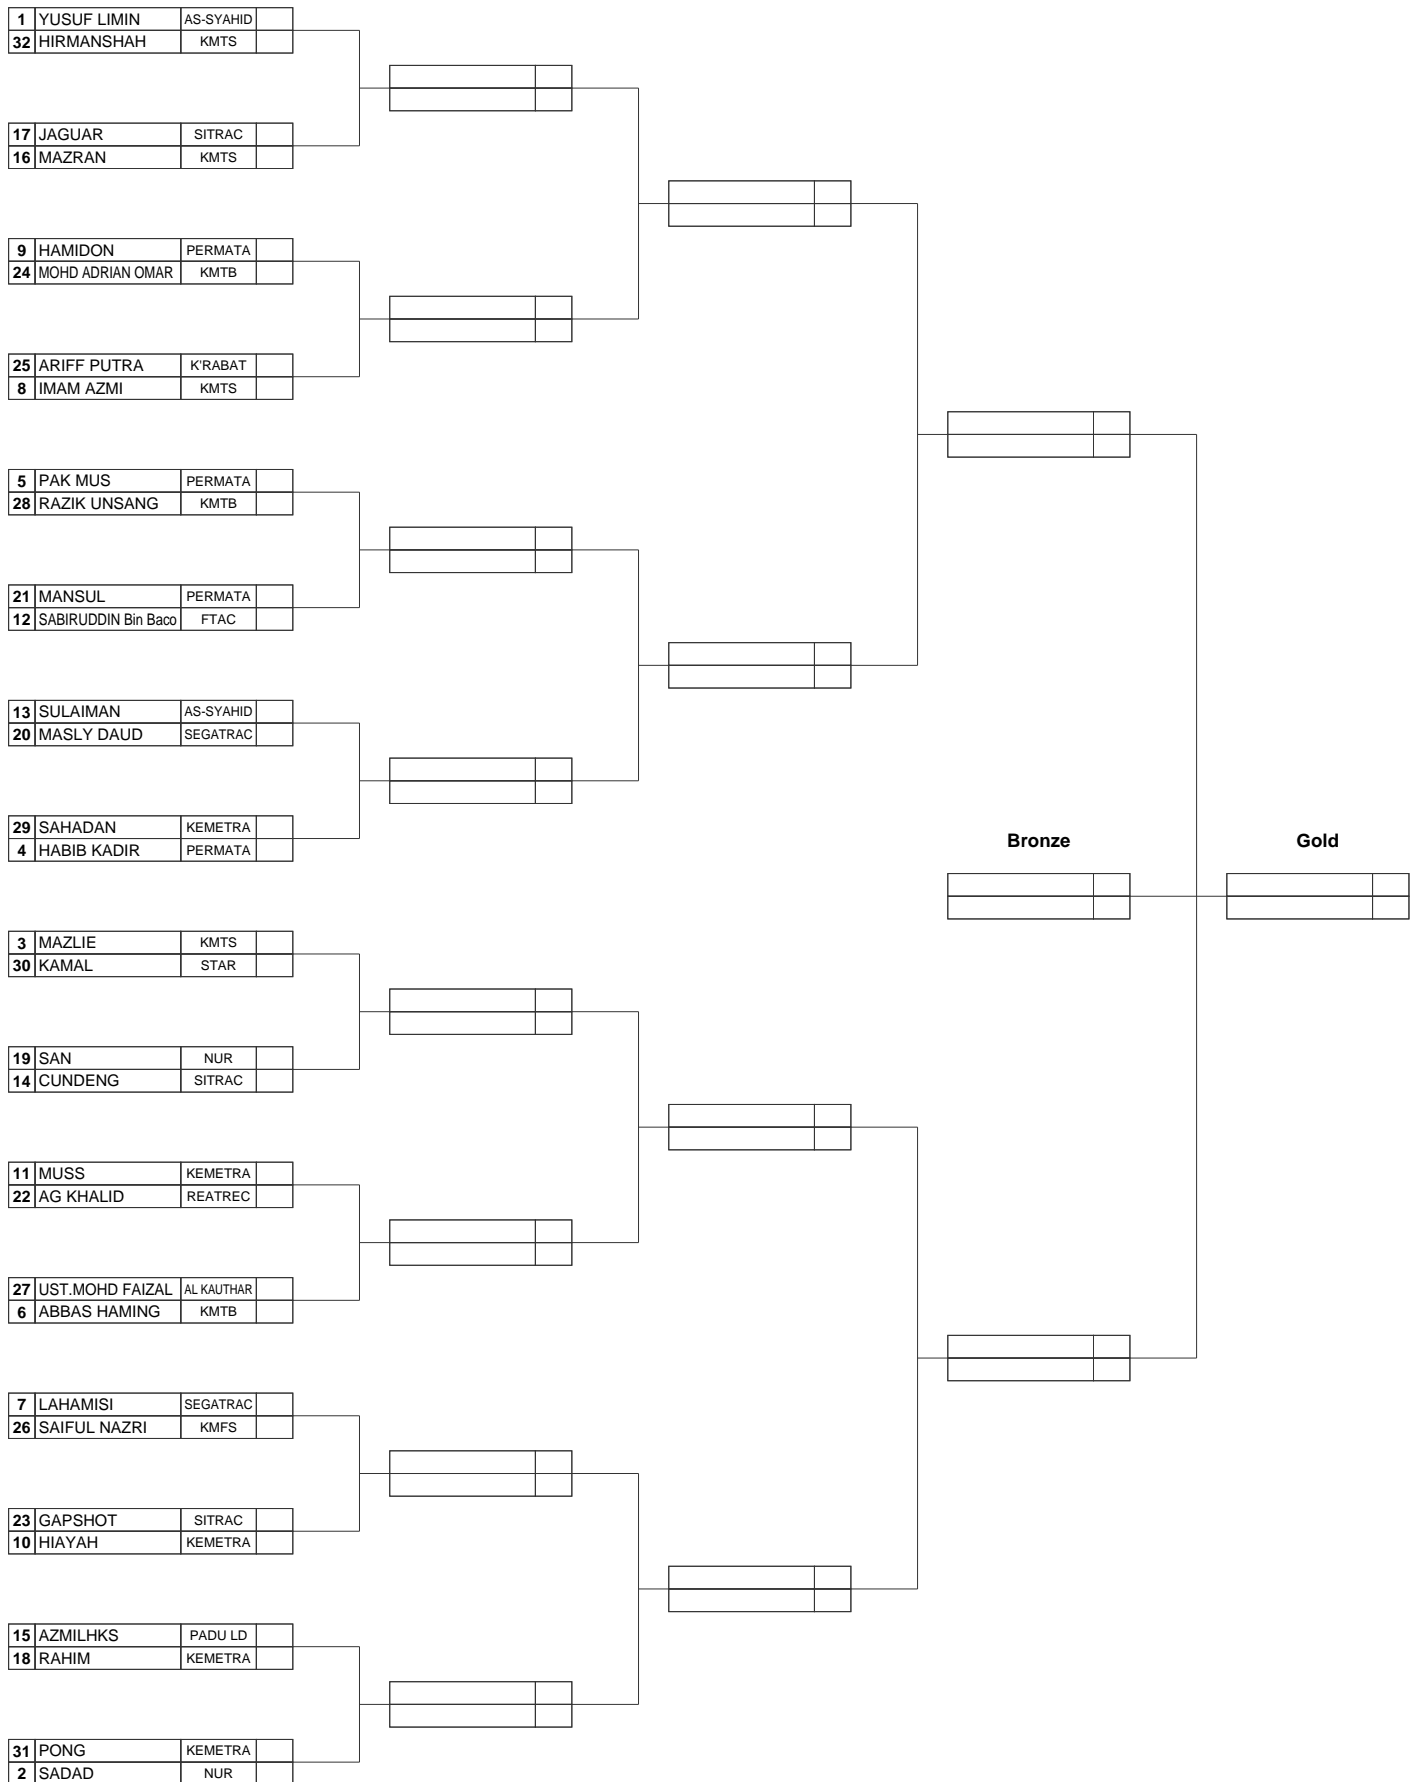 1 YUSUF LIMIN AS-SYAHID
32 HIRMANSHAH KMTS
17 JAGUAR SITRAC
16 MAZRAN KMTS
9 HAMIDON PERMATA
24 MOHD ADRIAN OMAR KMTB
25 ARIFF PUTRA K'RABAT
8 IMAM AZMI KMTS
5 PAK MUS PERMATA
28 RAZIK UNSANG KMTB
21 MANSUL PERMATA
12 SABIRUDDIN Bin Baco FTAC
13 SULAIMAN AS-SYAHID
20 MASLY DAUD SEGATRAC
29 SAHADAN KEMETRA
4 HABIB KADIR PERMATA
Bronze Gold
3 MAZLIE KMTS
30 KAMAL STAR
19 SAN NUR
14 CUNDENG SITRAC
11 MUSS KEMETRA
22 AG KHALID REATREC
27 UST.MOHD FAIZAL AL KAUTHAR
6 ABBAS HAMING KMTB
7 LAHAMISI SEGATRAC
26 SAIFUL NAZRI KMFS
23 GAPSHOT SITRAC
10 HIAYAH KEMETRA
15 AZMILHKS PADU LD
18 RAHIM KEMETRA
31 PONG KEMETRA
2 SADAD NUR